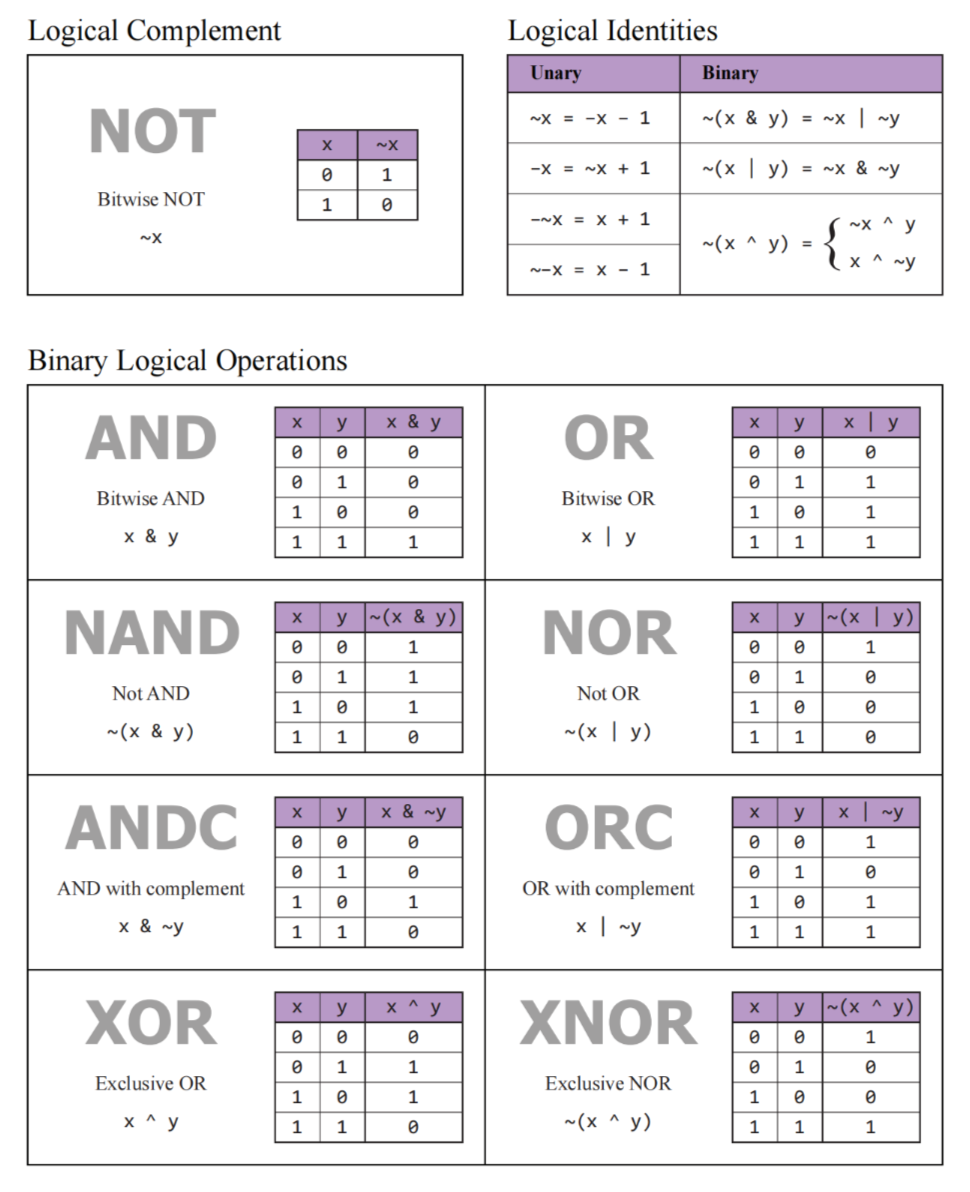 Logical Complement
NOT
Bitwise NOT
~x
x ~x
0 1
1 0
Logical Identities
Unary Binary
~x = -x - 1 ~(x & y) = ~x | ~y
-x = ~x + 1 ~(x | y) = ~x & ~y
-~x = x + 1
~-x = x - 1
~(x ^ y) = { ~x ^ y
x ^ ~y
Binary Logical Operations
AND
Bitwise AND
x & y
x y x & y
0 0 0
0 1 0
1 0 0
1 1 1
OR
Bitwise OR
x | y
x y x | y
0 0 0
0 1 1
1 0 1
1 1 1
NAND
Not AND
~(x & y)
x y ~(x & y)
0 0 1
0 1 1
1 0 1
1 1 0
NOR
Not OR
~(x | y)
x y ~(x | y)
0 0 1
0 1 0
1 0 0
1 1 0
ANDC
AND with complement
x & ~y
x y x & ~y
0 0 0
0 1 0
1 0 1
1 1 0
ORC
OR with complement
x | ~y
x y x | ~y
0 0 1
0 1 0
1 0 1
1 1 1
XOR
Exclusive OR
x ^ y
x y x ^ y
0 0 0
0 1 1
1 0 1
1 1 0
XNOR
Exclusive NOR
~(x ^ y)
x y ~(x ^ y)
0 0 1
0 1 0
1 0 0
1 1 1